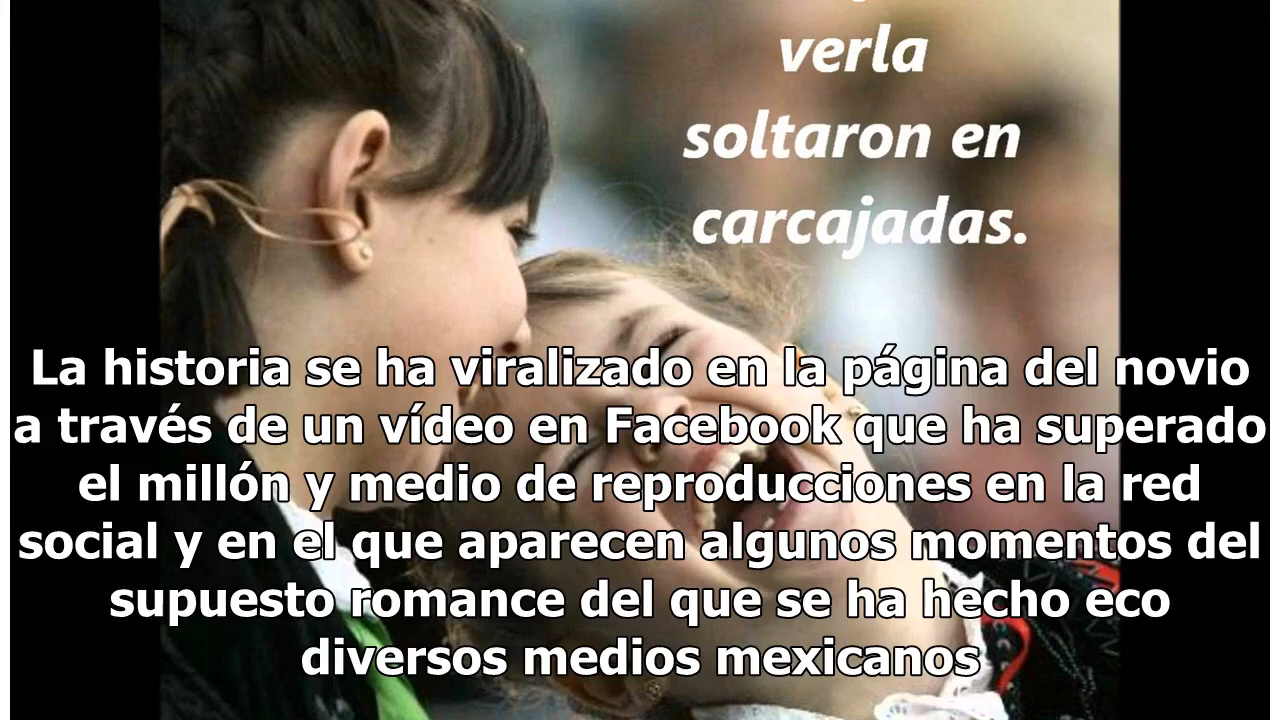 verla
soltaron en
carcajadas.
La historia se ha viralizado en la página del novio
a través de un vídeo en Facebook que ha superado
el millón y medio de reproducciones en la red
social y en el que aparecen algunos momentos del
supuesto romance del que se ha hecho eco
diversos medios mexicanos